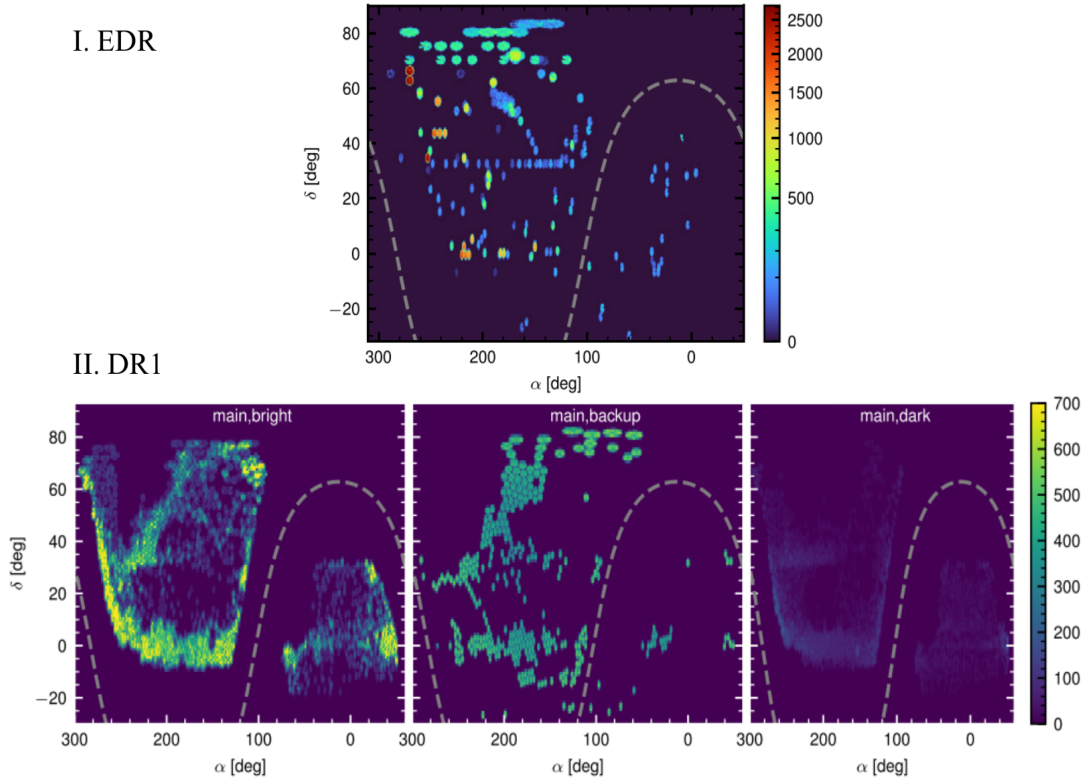 I. EDR
80
60
40
20
0
−20
δ [deg]
300 200 100 0
α [deg]
2500
2000
1500
1000
500
0
II. DR1
main,bright main,backup main,dark
80
60
40
20
0
−20
δ [deg]
300 200 100 0 300 200 100 0 300 200 100 0
α [deg] α [deg] α [deg]
700
600
500
400
300
200
100
0